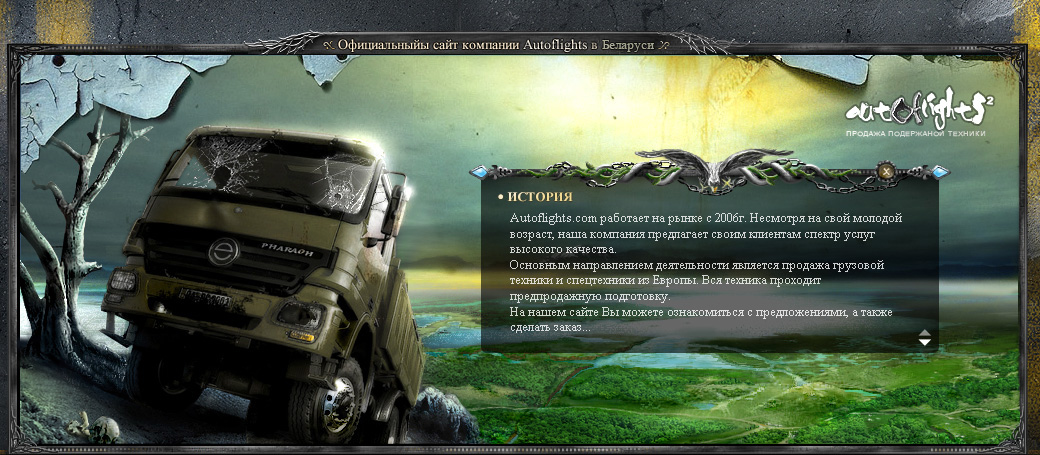 Официальныйы сайт компании Autoflights в Беларуси
autoflights²
ПРОДАЖА ПОДЕРЖАНОЙ ТЕХНИКИ
• ИСТОРИЯ
Autoflights.com работает на рынке с 2006г. Несмотря на свой молодой
возраст, наша компания предлагает своим клиентам спектр услуг
высокого качества.
Основным направлением деятельности является продажа грузовой
техники и спецтехники из Европы. Вся техника проходит
предпродажную подготовку.
На нашем сайте Вы можете ознакомиться с предложениями, а также
сделать заказ...
PHARAOH